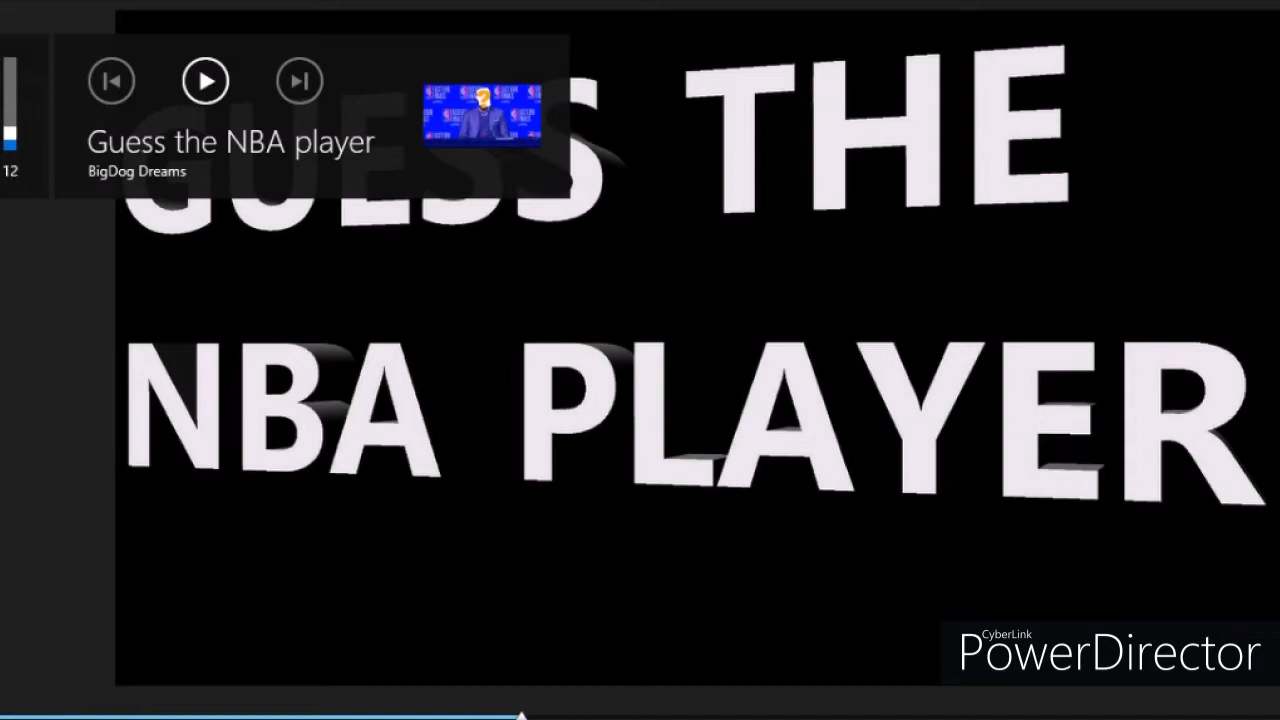 Guess the NBA player
BigDog Dreams
12
GUESS THE
NBA PLAYER
CyberLink
PowerDirector